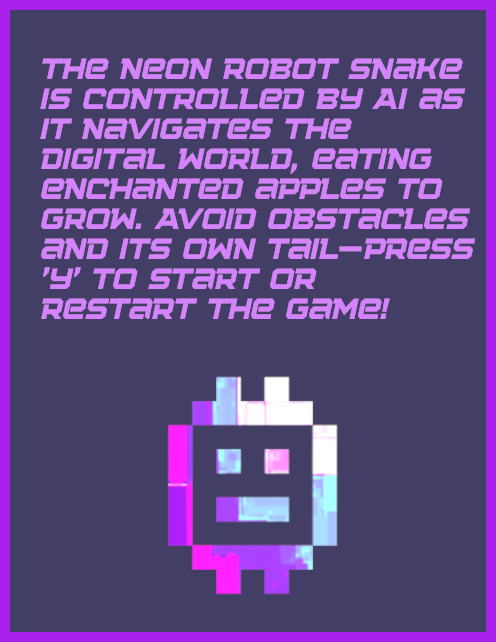 THE NEON ROBOT SNAKE
IS CONTROLLED BY AI AS
IT NAVIGATES THE
DIGITAL WORLD, EATING
ENCHANTED APPLES TO
GROW. AVOID OBSTACLES
AND ITS OWN TAIL—PRESS
'Y' TO START OR
RESTART THE GAME!